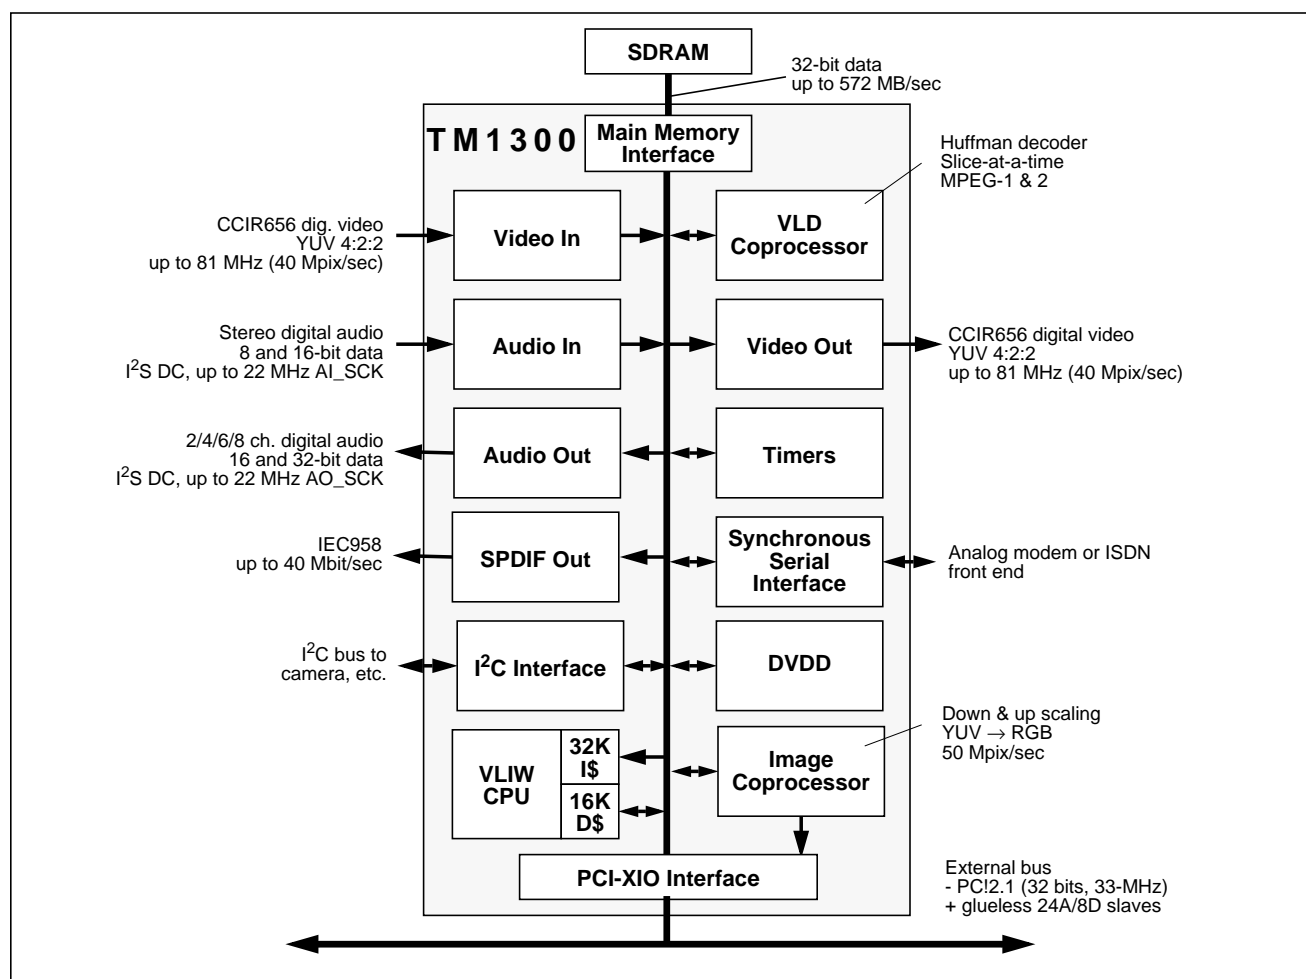 SDRAM
32-bit data
up to 572 MB/sec
TM1300
Main Memory
Interface
Huffman decoder
Slice-at-a-time
MPEG-1 & 2
CCIR656 dig. video
YUV 4:2:2
up to 81 MHz (40 Mpix/sec)
Video In
VLD
Coprocessor
Stereo digital audio
8 and 16-bit data
I²S DC, up to 22 MHz AI_SCK
Audio In
Video Out
CCIR656 digital video
YUV 4:2:2
up to 81 MHz (40 Mpix/sec)
2/4/6/8 ch. digital audio
16 and 32-bit data
I²S DC, up to 22 MHz AO_SCK
Audio Out
Timers
IEC958
up to 40 Mbit/sec
SPDIF Out
Synchronous
Serial
Interface
Analog modem or ISDN
front end
I²C bus to
camera, etc.
I²C Interface
DVDD
Down & up scaling
YUV → RGB
50 Mpix/sec
VLIW
CPU
32K
I$
16K
D$
Image
Coprocessor
PCI-XIO Interface
External bus
- PC!2.1 (32 bits, 33-MHz)
+ glueless 24A/8D slaves